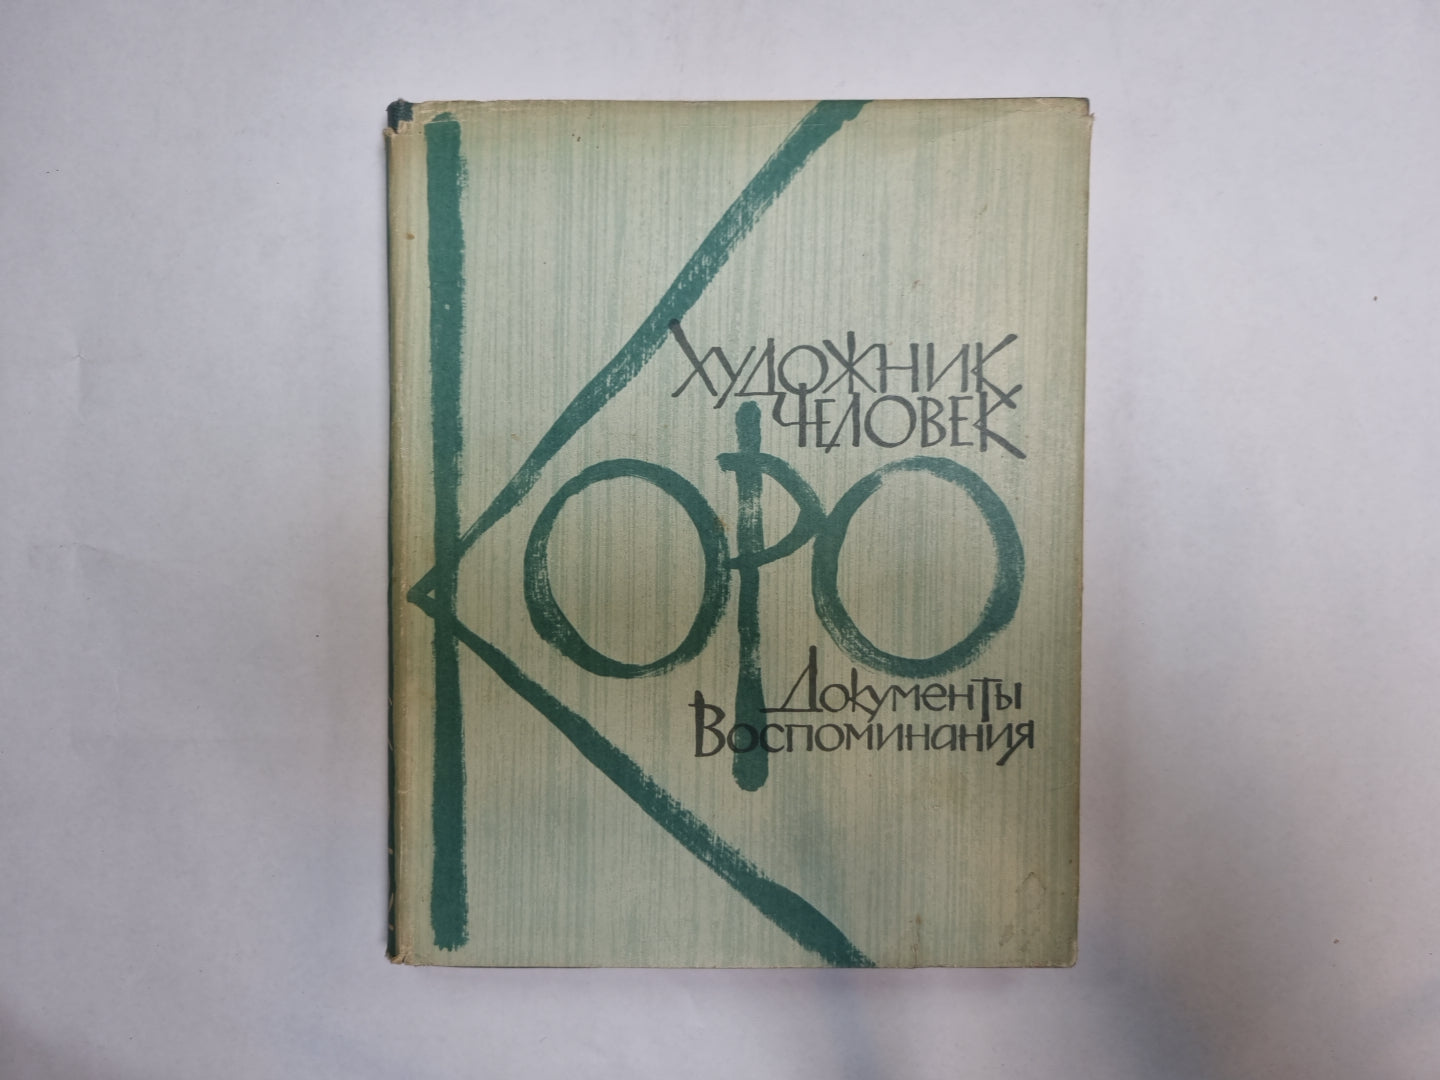 Художник
Человек
Коро
Документы
Воспоминания